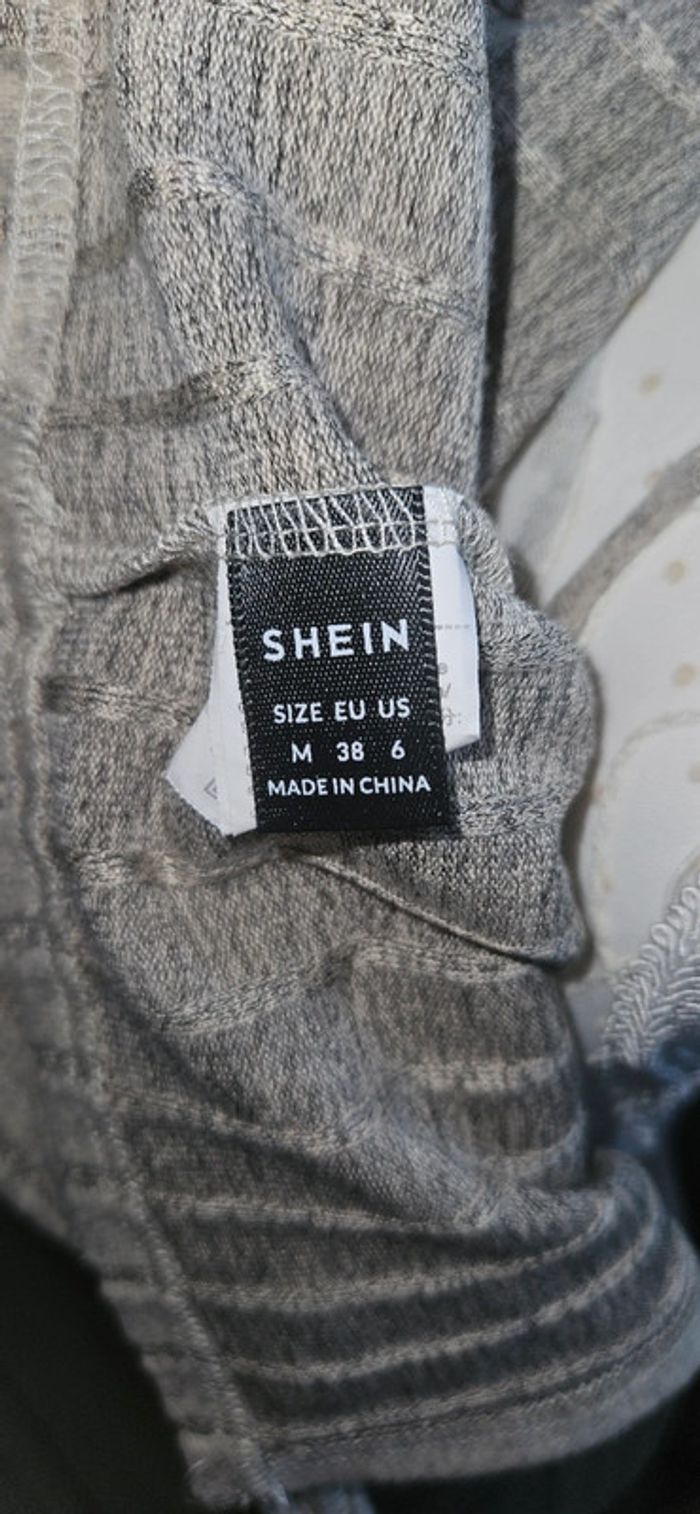 SHEIN
SIZE EU US
M 38 6
MADE IN CHINA